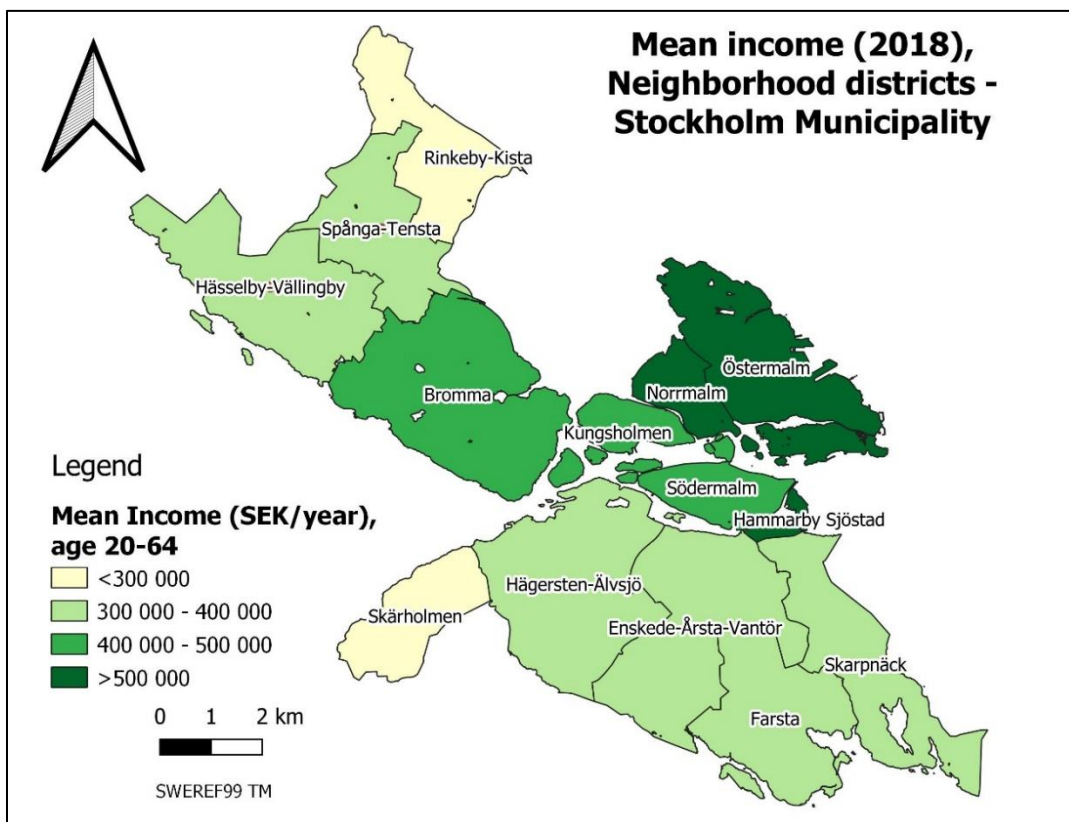 Mean income (2018),
Neighborhood districts -
Stockholm Municipality
Rinkeby-Kista
Spånga-Tensta
Hässelby-Vällingby
Östermalm
Norrmalm
Bromma
Kungsholmen
Södermalm
Hammarby Sjöstad
Hägersten-Älvsjö
Skärholmen
Enskede-Årsta-Vantör
Skarpnäck
Farsta
Legend
Mean Income (SEK/year),
age 20-64
<300 000
300 000 - 400 000
400 000 - 500 000
>500 000
0 1 2 km
SWEREF99 TM